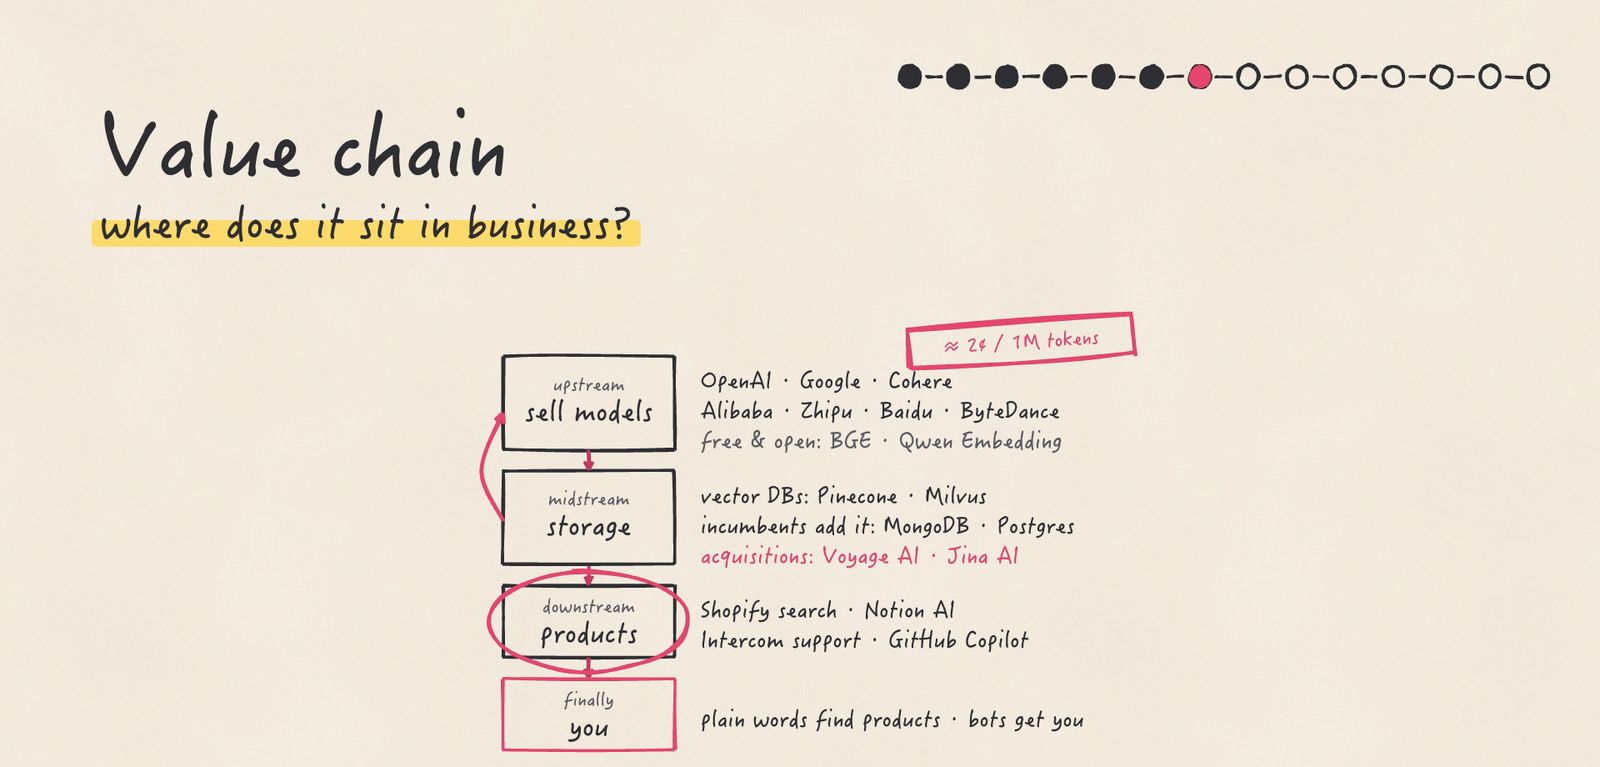 Value chain
where does it sit in business?
≈ 2¢ / 1M tokens
upstream
sell models
OpenAI · Google · Cohere
Alibaba · Zhipu · Baidu · ByteDance
free & open: BGE · Qwen Embedding
midstream
storage
vector DBs: Pinecone · Milvus
incumbents add it: MongoDB · Postgres
acquisitions: Voyage AI · Jina AI
downstream
products
Shopify search · Notion AI
Intercom support · GitHub Copilot
finally
you
plain words find products · bots get you